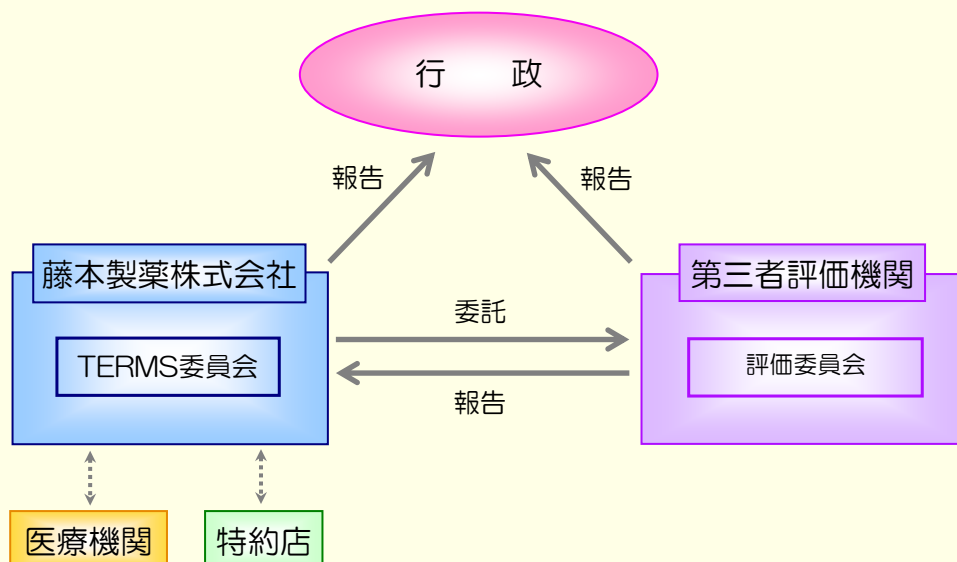 行　　政
報告
報告
藤本製薬株式会社
第三者評価機関
委託
TERMS委員会
評価委員会
報告
医療機関
特約店